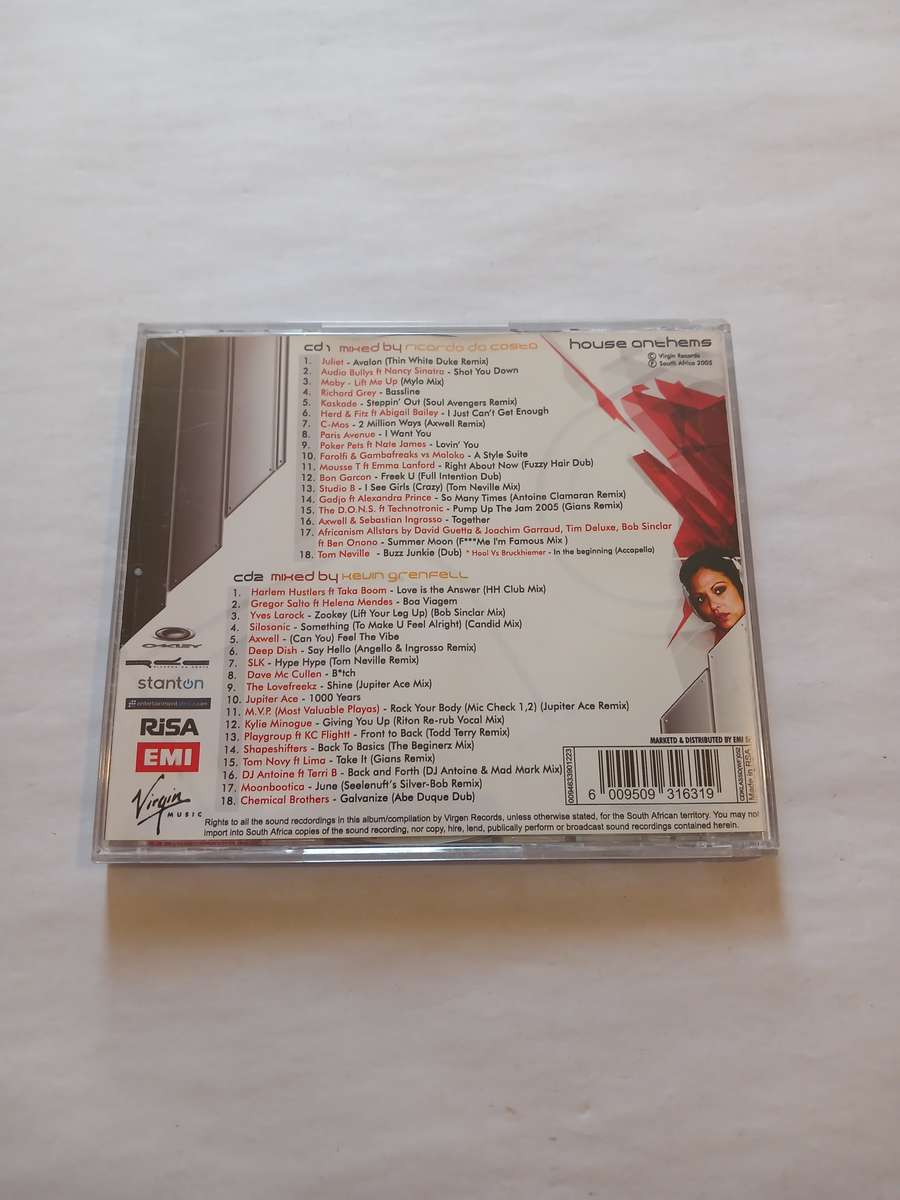 cd1 mixed by ricardo da costa
house anthems
© Virgin Records
℗ South Africa 2005
1. Juliet - Avalon (Thin White Duke Remix)
2. Audio Bullys ft Nancy Sinatra - Shot You Down
3. Moby - Lift Me Up (Mylo Mix)
4. Richard Grey - Bassline
5. Kaskade - Steppin' Out (Soul Avengers Remix)
6. Herd & Fitz ft Abigail Bailey - I Just Can't Get Enough
7. C-Mos - 2 Million Ways (Axwell Remix)
8. Paris Avenue - I Want You
9. Poker Pets ft Nate James - Lovin' You
10. Farolfi & Gambafreaks vs Moloko - A Style Suite
11. Mousse T ft Emma Lanford - Right About Now (Fuzzy Hair Dub)
12. Bon Garcon - Freek U (Full Intention Dub)
13. Studio B - I See Girls (Crazy) (Tom Neville Mix)
14. Gadjo ft Alexandra Prince - So Many Times (Antoine Clamaran Remix)
15. The D.O.N.S. ft Technotronic - Pump Up The Jam 2005 (Gians Remix)
16. Axwell & Sebastian Ingrosso - Together
17. Africanism Allstars by David Guetta & Joachim Garraud, Tim Deluxe, Bob Sinclar
ft Ben Onono - Summer Moon (F***Me I'm Famous Mix )
18. Tom Neville - Buzz Junkie (Dub) * Hool Vs Bruckhiemer - In the beginning (Accapella)
cd2 mixed by kevin grenfell
1. Harlem Hustlers ft Taka Boom - Love is the Answer (HH Club Mix)
2. Gregor Salto ft Helena Mendes - Boa Viagem
3. Yves Larock - Zookey (Lift Your Leg Up) (Bob Sinclar Mix)
4. Silosonic - Something (To Make U Feel Alright) (Candid Mix)
5. Axwell - (Can You) Feel The Vibe
6. Deep Dish - Say Hello (Angello & Ingrosso Remix)
7. SLK - Hype Hype (Tom Neville Remix)
8. Dave Mc Cullen - B*tch
9. The Lovefreekz - Shine (Jupiter Ace Mix)
10. Jupiter Ace - 1000 Years
11. M.V.P. (Most Valuable Playas) - Rock Your Body (Mic Check 1,2) (Jupiter Ace Remix)
12. Kylie Minogue - Giving You Up (Riton Re-rub Vocal Mix)
13. Playgroup ft KC Flightt - Front to Back (Todd Terry Remix)
14. Shapeshifters - Back To Basics (The Beginerz Mix)
15. Tom Novy ft Lima - Take It (Gians Remix)
16. DJ Antoine ft Terri B - Back and Forth (DJ Antoine & Mad Mark Mix)
17. Moonbootica - June (Seelenuft's Silver-Bob Remix)
18. Chemical Brothers - Galvanize (Abe Duque Dub)
OAKLEY
stanton
RiSA
EMI
Virgin
MUSIC
MARKETD & DISTRIBUTED BY EMI
0094633901223
6 009509 316319
Made in RSA
Rights to all the sound recdordings in this album/compilation by Virgen Records, unless otherwise stated, for the South African territory. You may not
import into South Africa copies of the sound recording, nor copy, hire, lend, publically perform or broadcast sound recordings contained herein.